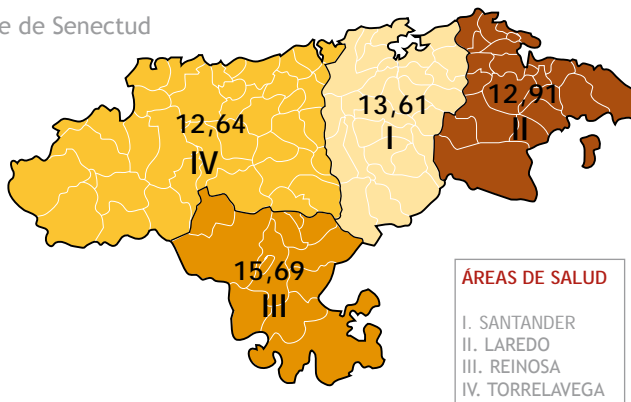 e de Senectud
12,64
IV
13,61
I
12,91
II
15,69
III
ÁREAS DE SALUD
I. SANTANDER
II. LAREDO
III. REINOSA
IV. TORRELAVEGA